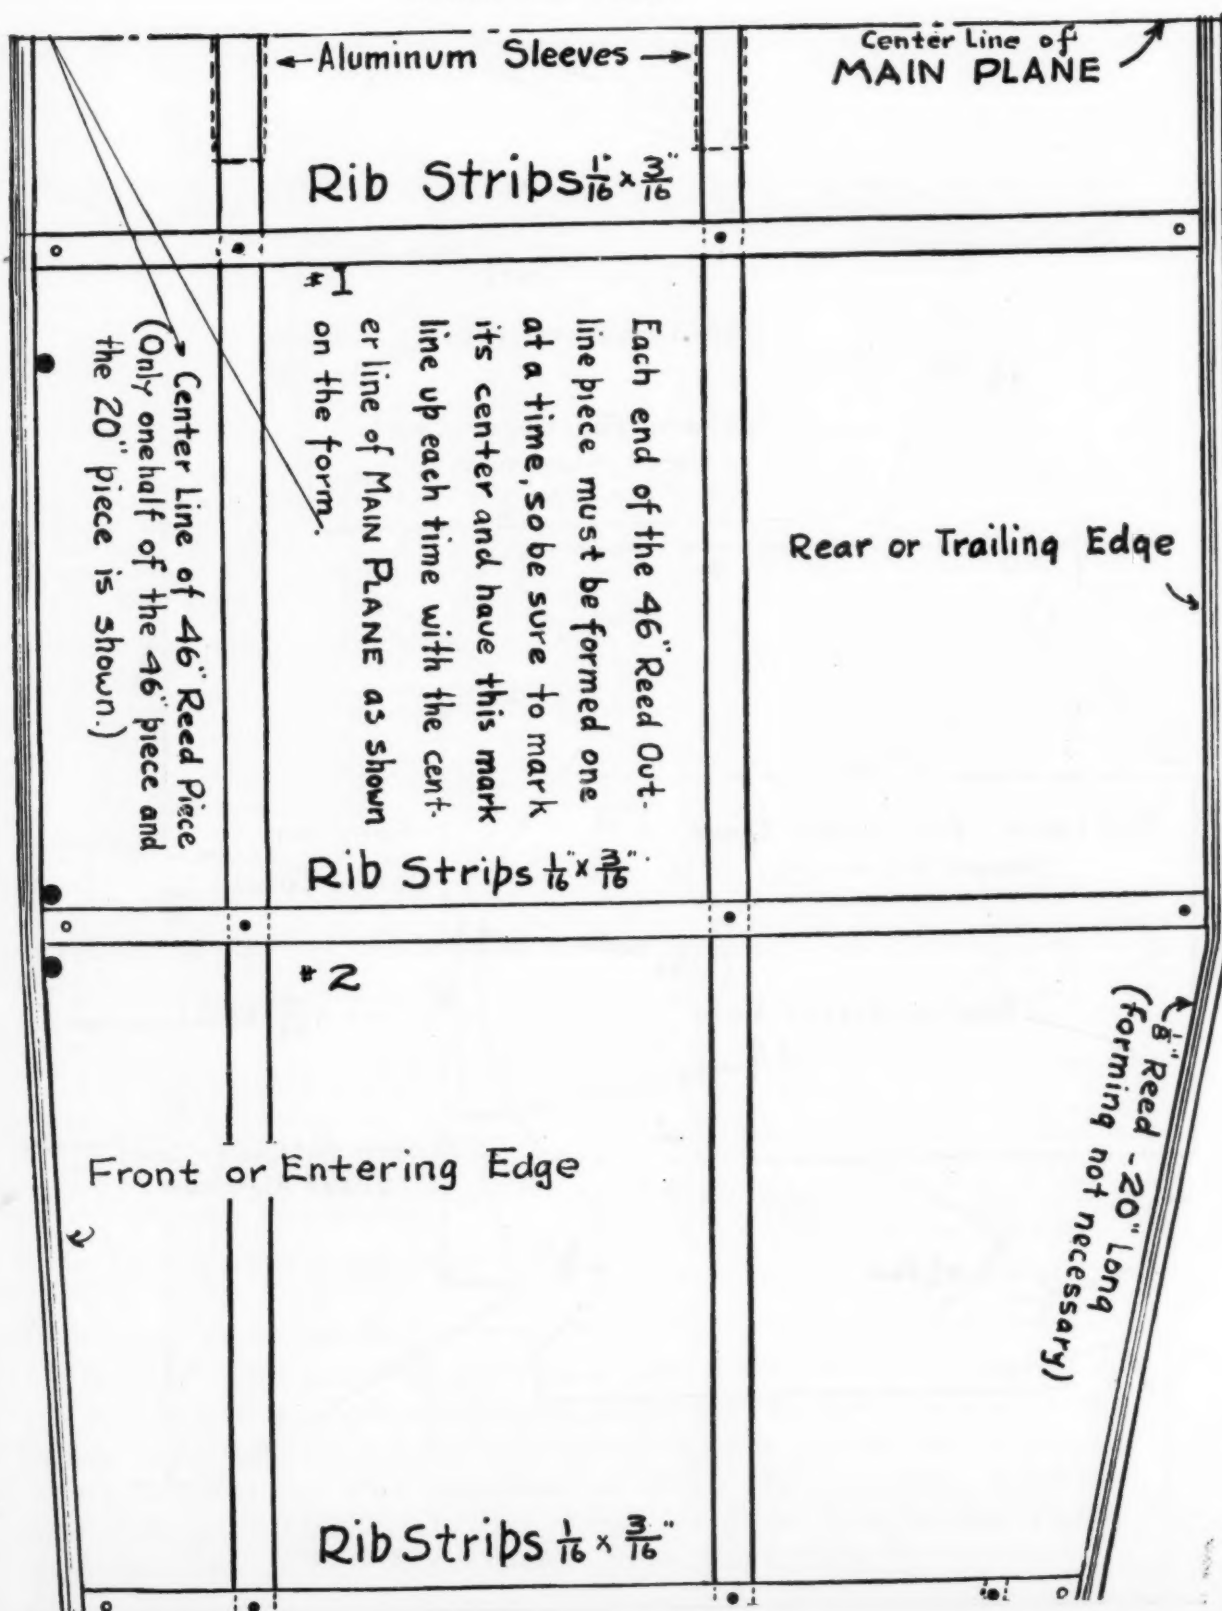 Center Line of
MAIN PLANE
Aluminum Sleeves
Rib Strips 1/16" x 3/16"
#1
Each end of the 46" Reed Out-
line piece must be formed one
at a time, so be sure to mark
its center and have this mark
line up each time with the cent-
er line of MAIN PLANE as shown
on the form.
Center Line of 46" Reed Piece
(Only onehalf of the 46" piece and
the 20" piece is shown.)
Rear or Trailing Edge
Rib Strips 1/16" x 3/16"
#2
1/8" Reed - 20" Long
(forming not necessary)
Front or Entering Edge
Rib Strips 1/16 x 3/16"